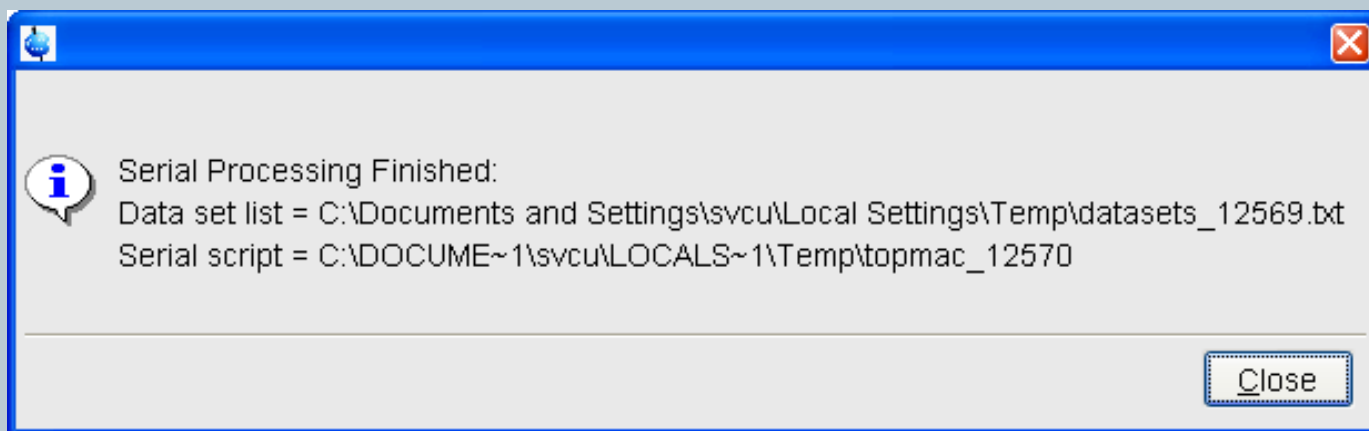 Serial Processing Finished:
Data set list = C:\Documents and Settings\svcu\Local Settings\Temp\datasets_12569.txt
Serial script = C:\DOCUME~1\svcu\LOCALS~1\Temp\topmac_12570
Close